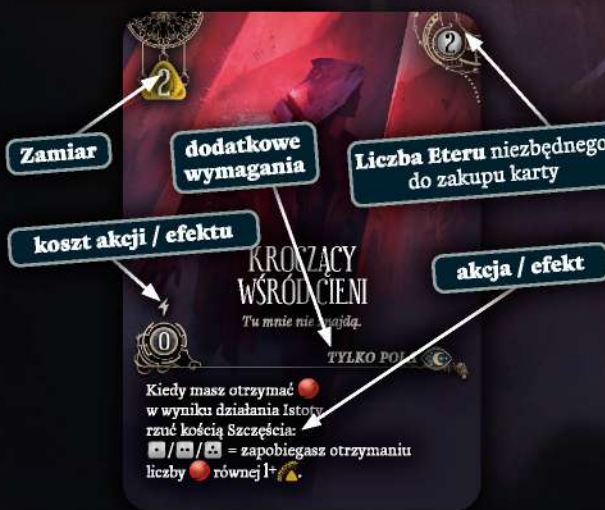 2
2
Zamiar
dodatkowe
wymagania
Liczba Eteru niezbędnego
do zakupu karty
koszt akcji / efektu
KROCZĄCY
WŚRÓD CIENI
akcja / efekt
Tu mnie nie znajdą.
0
TYLKO POLA
Kiedy masz otrzymać
w wyniku działania Istoty
rzuć kością Szczęścia:
/ / = zapobiegasz otrzymaniu
liczby równej 1+ .